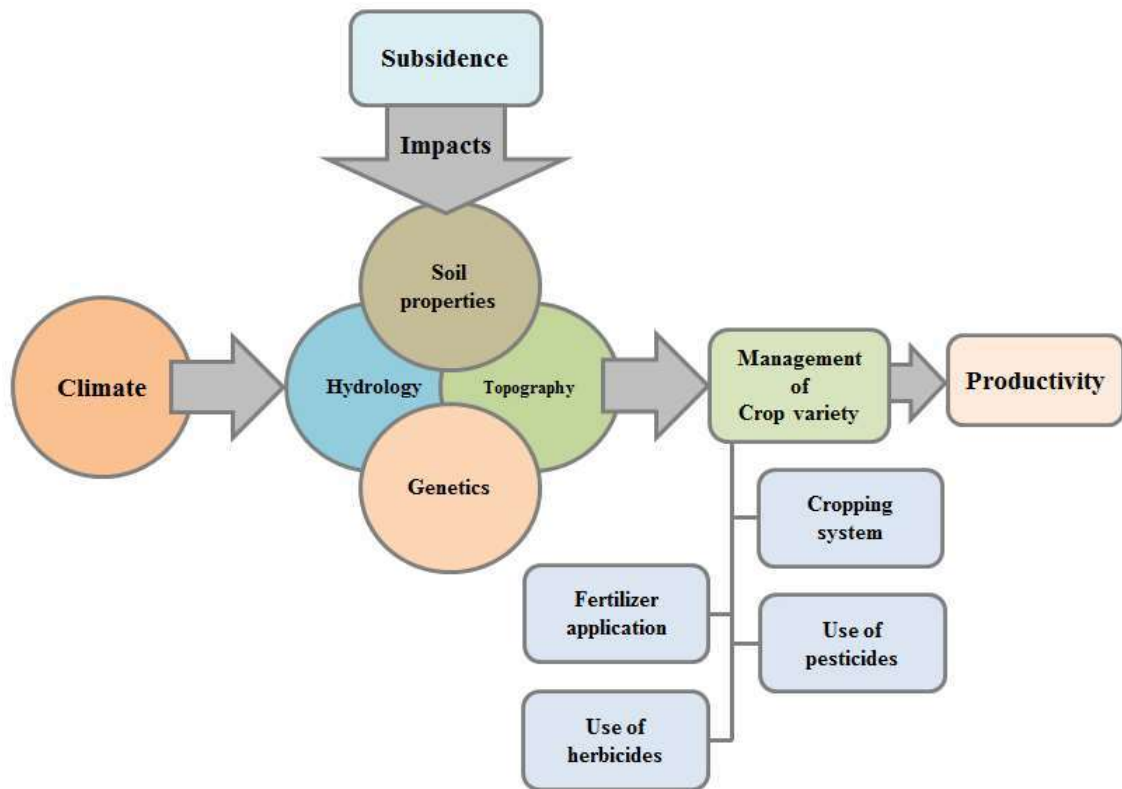 Subsidence
Impacts
Soil
properties
Climate
Hydrology
Topography
Genetics
Management
of
Crop variety
Productivity
Cropping
system
Fertilizer
application
Use of
pesticides
Use of
herbicides